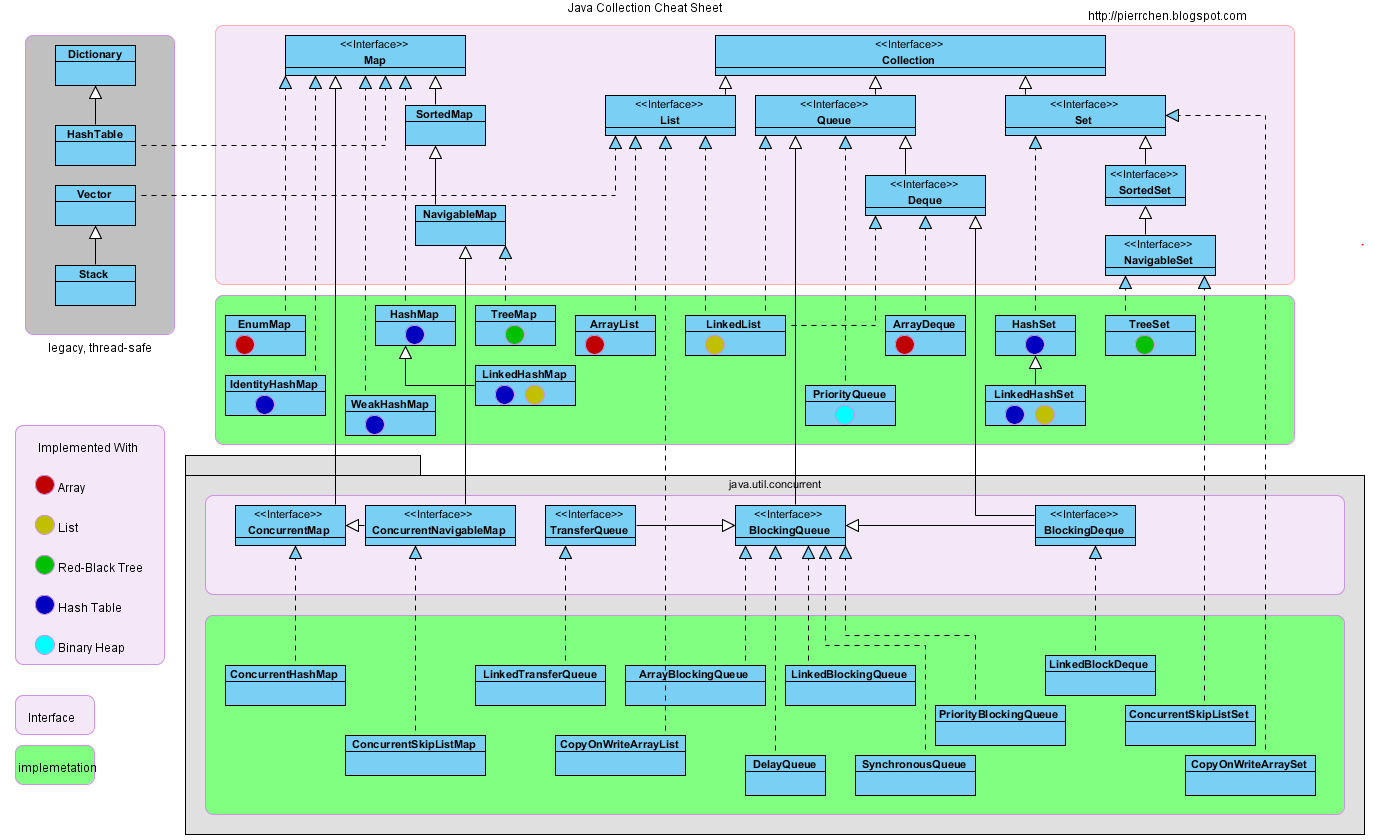 Java Collection Cheat Sheet
http://pierrchen.blogspot.com
Dictionary
HashTable
Vector
Stack
legacy, thread-safe
<<Interface>>
Map
SortedMap
NavigableMap
<<Interface>>
Collection
<<Interface>>
List
<<Interface>>
Queue
<<Interface>>
Set
<<Interface>>
Deque
<<Interface>>
SortedSet
<<Interface>>
NavigableSet
EnumMap
HashMap
TreeMap
ArrayList
LinkedList
ArrayDeque
HashSet
TreeSet
IdentityHashMap
WeakHashMap
LinkedHashMap
PriorityQueue
LinkedHashSet
Implemented With
Array
List
Red-Black Tree
Hash Table
Binary Heap
Interface
implemetation
java.util.concurrent
<<Interface>>
ConcurrentMap
<<Interface>>
ConcurrentNavigableMap
<<Interface>>
TransferQueue
<<Interface>>
BlockingQueue
<<Interface>>
BlockingDeque
ConcurrentHashMap
LinkedTransferQueue
ArrayBlockingQueue
LinkedBlockingQueue
LinkedBlockDeque
PriorityBlockingQueue
ConcurrentSkipListSet
ConcurrentSkipListMap
CopyOnWriteArrayList
DelayQueue
SynchronousQueue
CopyOnWriteArraySet